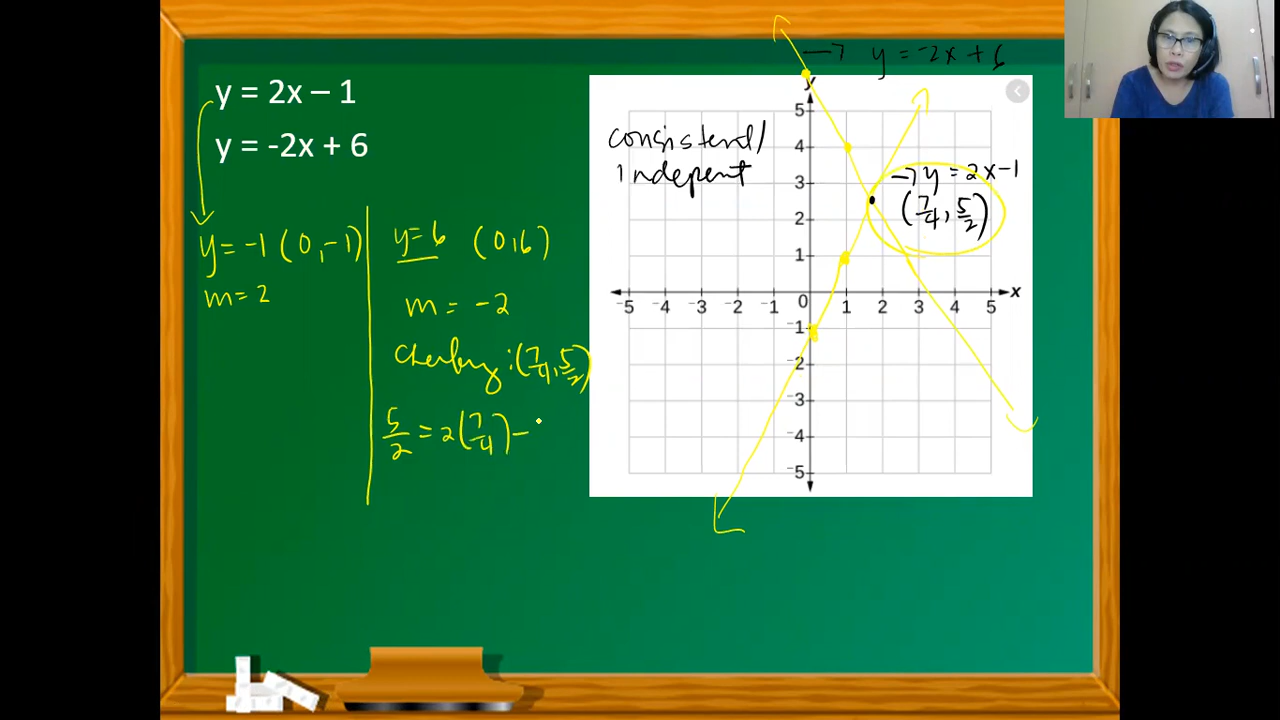 y = 2x – 1
y = -2x + 6
y = -1 (0,-1)
m = 2
y = 6 (0,6)
m = -2
: (7/4, 5/2)
5/2 = 2(7/4) -
→ y = -2x + 6
y
consistend/
indepent
→ y = 2x-1
(7/4, 5/2)
5
4
3
2
1
-5 -4 -3 -2 -1 0 1 2 3 4 5 x
-1
-2
-3
-4
-5